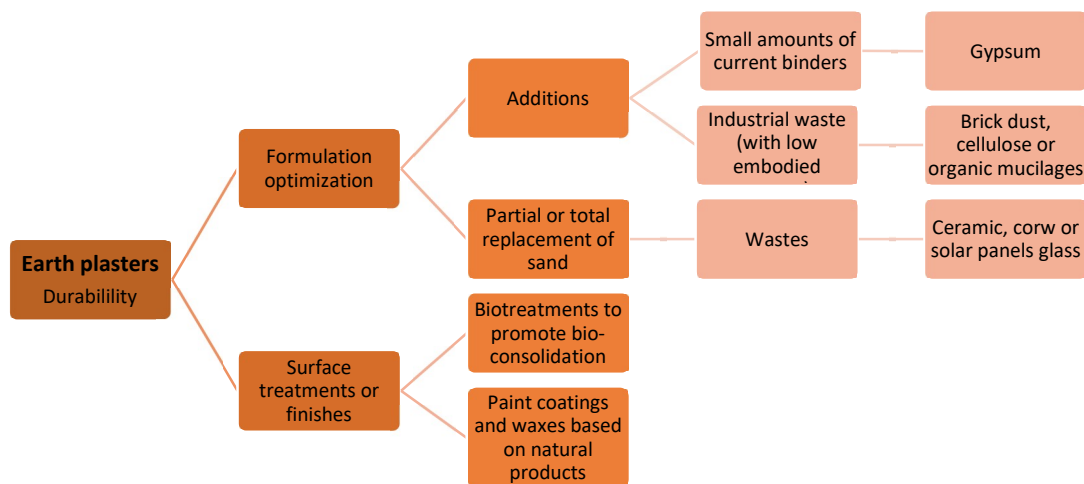 Earth plasters
Durabilility
Formulation
optimization
Surface
treatments or
finishes
Additions
Partial or total
replacement of
sand
Biotreatments to
promote bio-
consolidation
Paint coatings
and waxes based
on natural
products
Small amounts of
current binders
Industrial waste
(with low
embodied
Wastes
Gypsum
Brick dust,
cellulose or
organic mucilages
Ceramic, corw or
solar panels glass